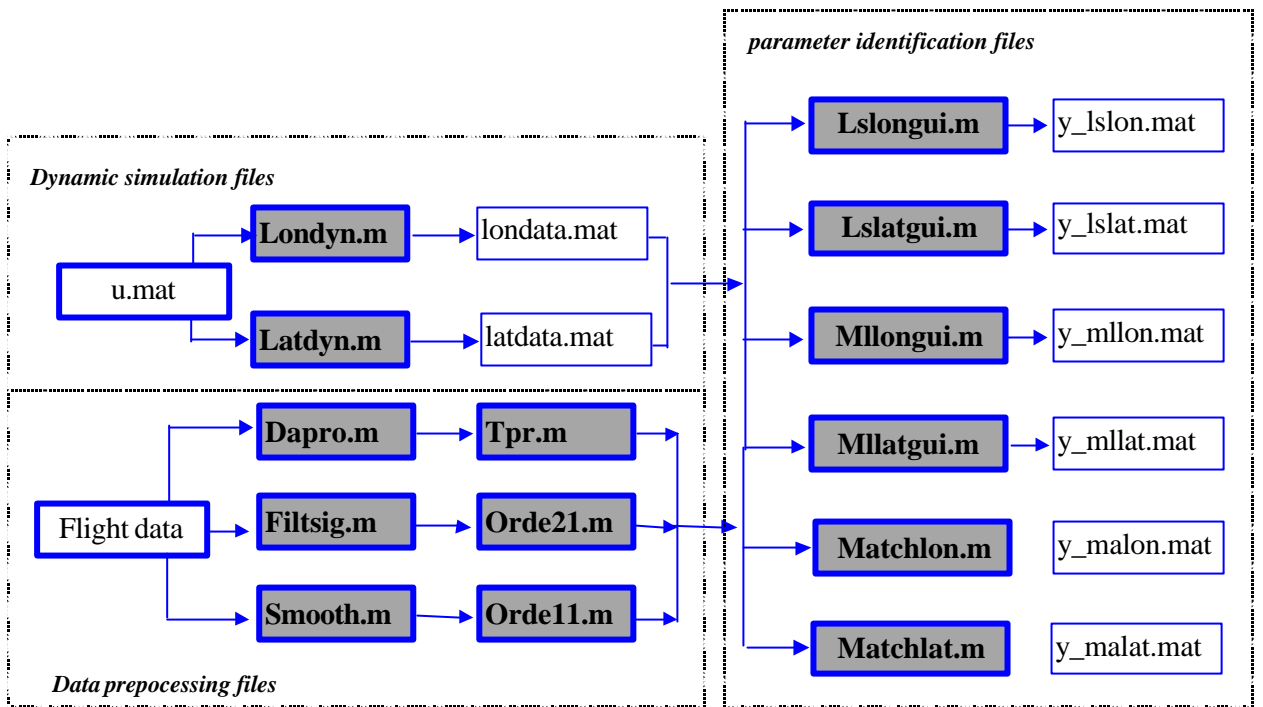 parameter identification files
Lslongui.m
y_lslon.mat
Lslatgui.m
y_lslat.mat
Mllongui.m
y_mllon.mat
Mllatgui.m
y_mllat.mat
Matchlon.m
y_malon.mat
Matchlat.m
y_malat.mat
Dynamic simulation files
u.mat
Londyn.m
londata.mat
Latdyn.m
latdata.mat
Flight data
Dapro.m
Tpr.m
Filtsig.m
Orde21.m
Smooth.m
Orde11.m
Data prepocessing files